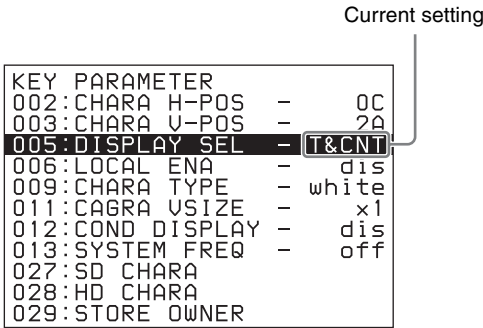 Current setting
KEY PARAMETER
002:CHARA H-POS - 0C
003:CHARA V-POS - 2A
005:DISPLAY SEL - T&CNT
006:LOCAL ENA - dis
009:CHARA TYPE - white
011:CAGRA VSIZE - x1
012:COND DISPLAY - dis
013:SYSTEM FREQ - off
027:SD CHARA
028:HD CHARA
029:STORE OWNER